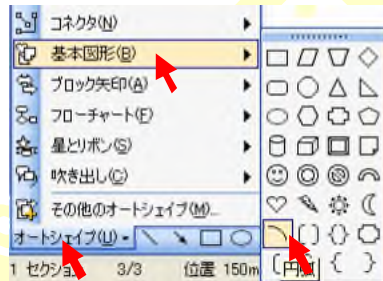 コネクタ(N)
基本図形(B)
ブロック矢印(A)
フローチャート(F)
星とリボン(S)
吹き出し(C)
その他のオートシェイプ(M)...
オートシェイプ(U)
1 セクション 3/3 位置 150m
円弧